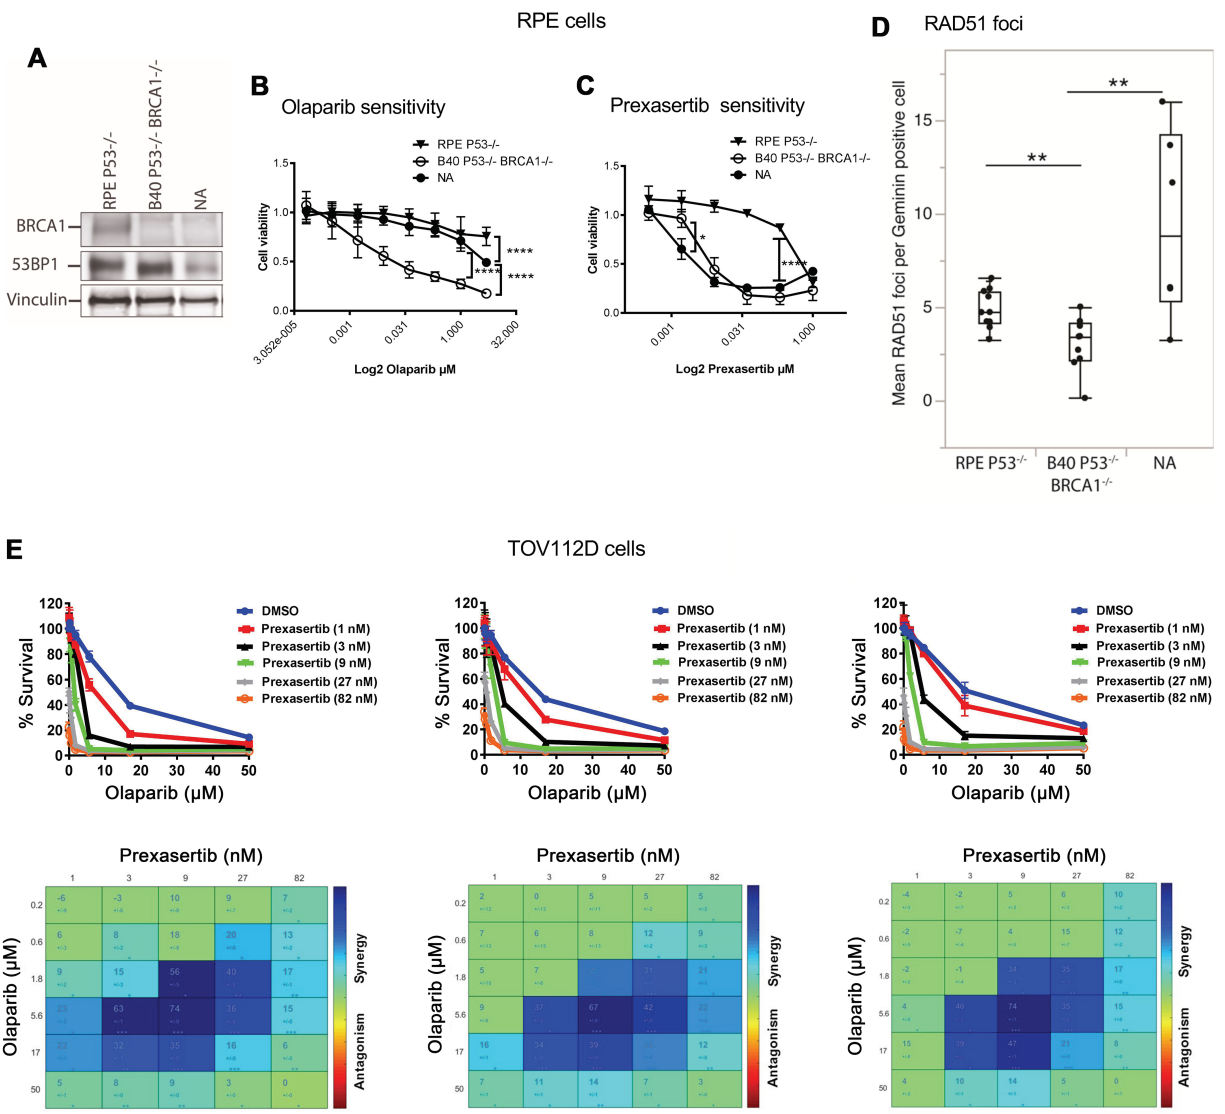 RPE cells
A
RPE P53-/-
B40 P53-/- BRCA1-/-
NA
BRCA1
53BP1
Vinculin
B
Olaparib sensitivity
RPE P53-/-
B40 P53-/- BRCA1-/-
NA
1.5
1.0
0.5
0.0
Cell viability
****
****
****
3.052e-005
0.001
0.031
1.000
32.000
Log2 Olaparib µM
C
Prexasertib sensitivity
RPE P53-/-
B40 P53-/- BRCA1-/-
NA
1.5
1.0
0.5
0.0
Cell viability
*
****
0.001
0.031
1.000
Log2 Prexasertib µM
D
RAD51 foci
Mean RAD51 foci per Geminin positive cell
15
10
5
0
**
**
RPE P53-/-
B40 P53-/-
BRCA1-/-
NA
E
TOV112D cells
% Survival
120
100
80
60
40
20
0
0 10 20 30 40 50
Olaparib (µM)
DMSO
Prexasertib (1 nM)
Prexasertib (3 nM)
Prexasertib (9 nM)
Prexasertib (27 nM)
Prexasertib (82 nM)
% Survival
120
100
80
60
40
20
0
0 10 20 30 40 50
Olaparib (µM)
DMSO
Prexasertib (1 nM)
Prexasertib (3 nM)
Prexasertib (9 nM)
Prexasertib (27 nM)
Prexasertib (82 nM)
% Survival
120
100
80
60
40
20
0
0 10 20 30 40 50
Olaparib (µM)
DMSO
Prexasertib (1 nM)
Prexasertib (3 nM)
Prexasertib (9 nM)
Prexasertib (27 nM)
Prexasertib (82 nM)
Prexasertib (nM)
1 3 9 27 82
Olaparib (µM)
0.2 -6 -3 10 9 7
0.6 6 8 18 20 13
1.8 9 15 56 40 17
5.6 63 74 36 15
17 22 32 35 16 6
50 5 8 9 3 0
Synergy
Antagonism
Prexasertib (nM)
1 3 9 27 82
Olaparib (µM)
0.2 2 0 5 5 5
0.6 7 6 8 12 9
1.8 5 7 31 21
5.6 9 37 67 42 22
17 16 34 39 12
50 7 11 14 7 3
Synergy
Antagonism
Prexasertib (nM)
1 3 9 27 82
Olaparib (µM)
0.2 -4 -2 5 6 10
0.6 -2 -7 4 15 12
1.8 -2 -1 34 35 17
5.6 4 40 74 35 15
17 15 39 47 23 8
50 4 10 14 5 1
Synergy
Antagonism